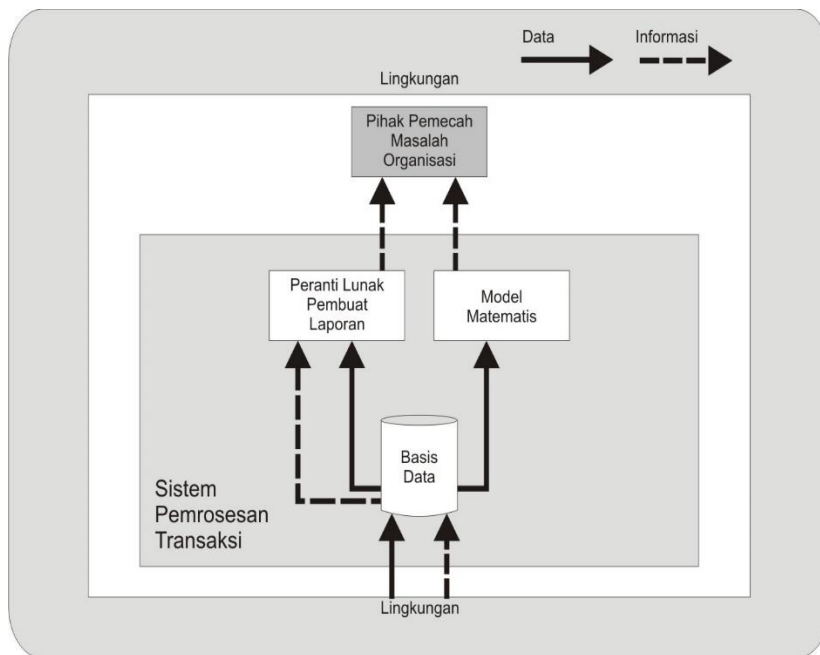 Data
Informasi
Lingkungan
Pihak Pemecah
Masalah
Organisasi
Peranti Lunak
Pembuat
Laporan
Model
Matematis
Basis
Data
Sistem
Pemrosesan
Transaksi
Lingkungan